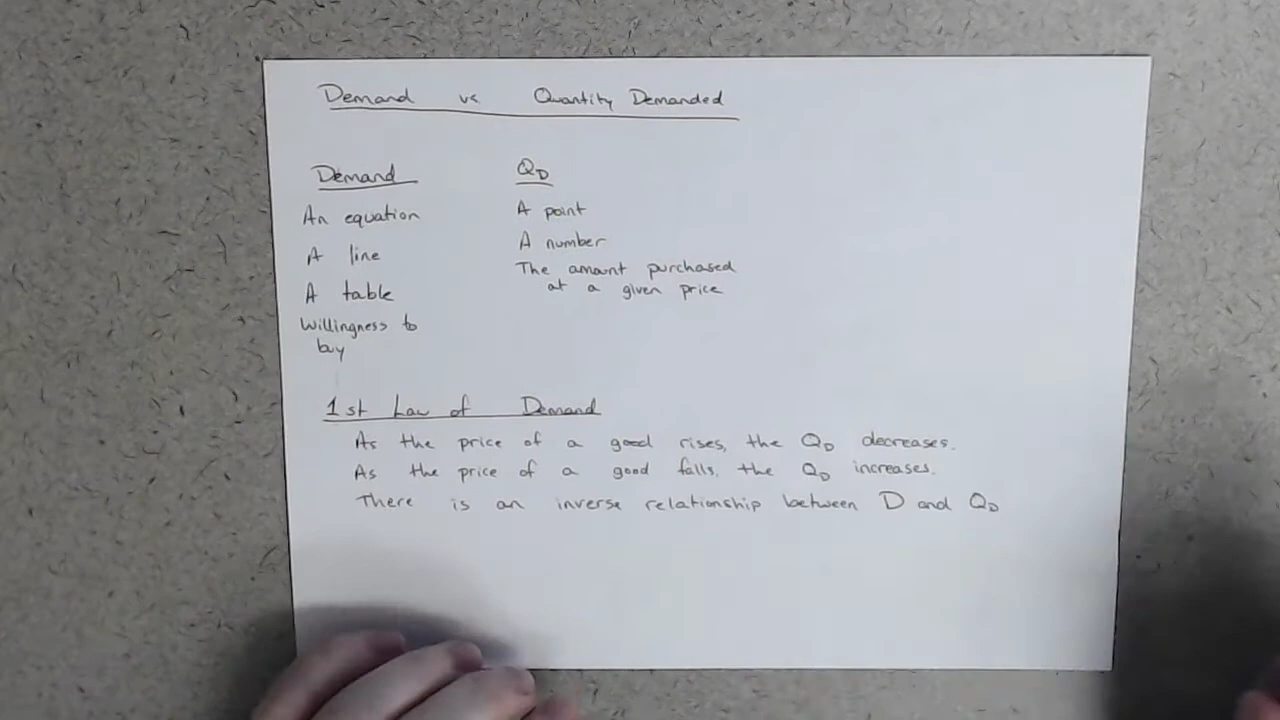 Demand vs Quantity Demanded
Demand
An equation
A line
A table
Willingness to
buy
QD
A point
A number
The amount purchased
at a given price
1st Law of Demand
As the price of a good rises, the QD decreases.
As the price of a good falls, the QD increases.
There is an inverse relationship between D and QD